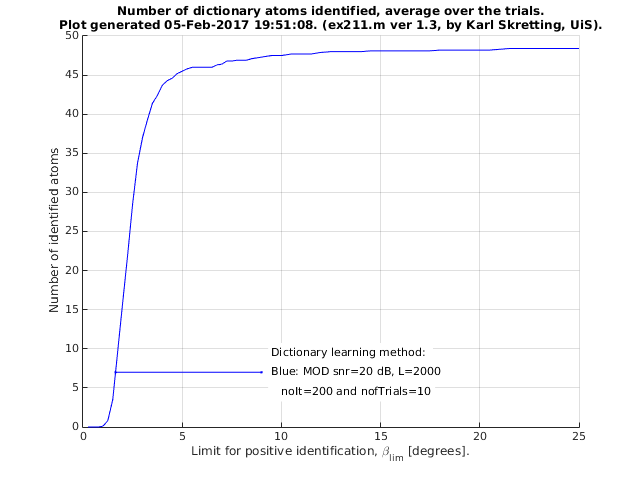 Number of dictionary atoms identified, average over the trials.
Plot generated 05-Feb-2017 19:51:08. (ex211.m ver 1.3, by Karl Skretting, UiS).
50
45
40
35
30
25
20
15
10
5
0
Number of identified atoms
Dictionary learning method:
Blue: MOD snr=20 dB, L=2000
noIt=200 and nofTrials=10
0 5 10 15 20 25
Limit for positive identification, β_lim [degrees].